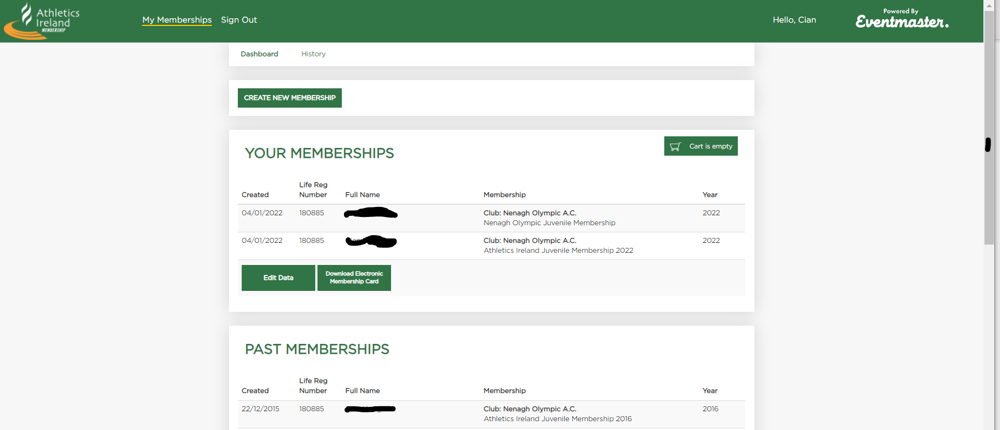 Athletics
Ireland
MEMBERSHIP
My Memberships
Sign Out
Hello, Cian
Powered By
Eventmaster.
Dashboard
History
CREATE NEW MEMBERSHIP
YOUR MEMBERSHIPS
Cart is empty
Created
Life Reg
Number
Full Name
Membership
Year
04/01/2022
180885
Club: Nenagh Olympic A.C.
Nenagh Olympic Juvenile Membership
2022
04/01/2022
180885
Club: Nenagh Olympic A.C.
Athletics Ireland Juvenile Membership 2022
2022
Edit Data
Download Electronic
Membership Card
PAST MEMBERSHIPS
Created
Life Reg
Number
Full Name
Membership
Year
22/12/2015
180885
Club: Nenagh Olympic A.C.
Athletics Ireland Juvenile Membership 2016
2016